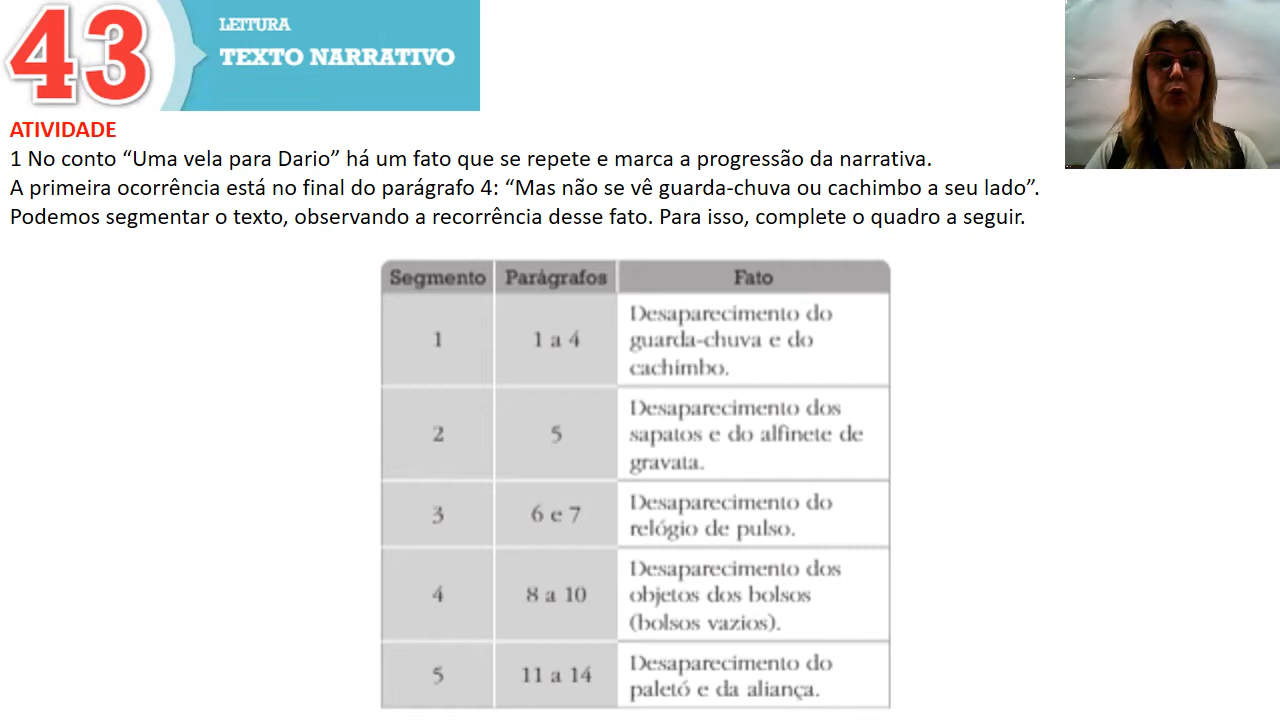 43
LEITURA
TEXTO NARRATIVO
ATIVIDADE
1 No conto “Uma vela para Dario” há um fato que se repete e marca a progressão da narrativa.
A primeira ocorrência está no final do parágrafo 4: “Mas não se vê guarda-chuva ou cachimbo a seu lado”.
Podemos segmentar o texto, observando a recorrência desse fato. Para isso, complete o quadro a seguir.
Segmento Parágrafos Fato
1 1 a 4 Desaparecimento do
guarda-chuva e do
cachimbo.
2 5 Desaparecimento dos
sapatos e do alfinete de
gravata.
3 6 e 7 Desaparecimento do
relógio de pulso.
4 8 a 10 Desaparecimento dos
objetos dos bolsos
(bolsos vazios).
5 11 a 14 Desaparecimento do
paletó e da aliança.